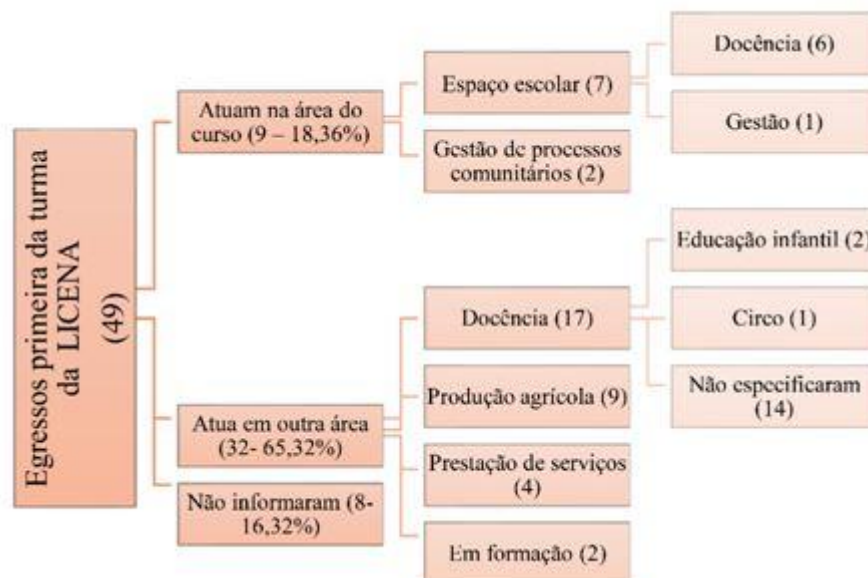 Egressos primeira da turma
da LICENA
(49)
Atuam na área do
curso (9 – 18,36%)
Espaço escolar (7)
Docência (6)
Gestão (1)
Gestão de processos
comunitários (2)
Atua em outra área
(32- 65,32%)
Docência (17)
Educação infantil (2)
Circo (1)
Não especificaram
(14)
Produção agrícola (9)
Prestação de serviços
(4)
Em formação (2)
Não informaram (8-
16,32%)